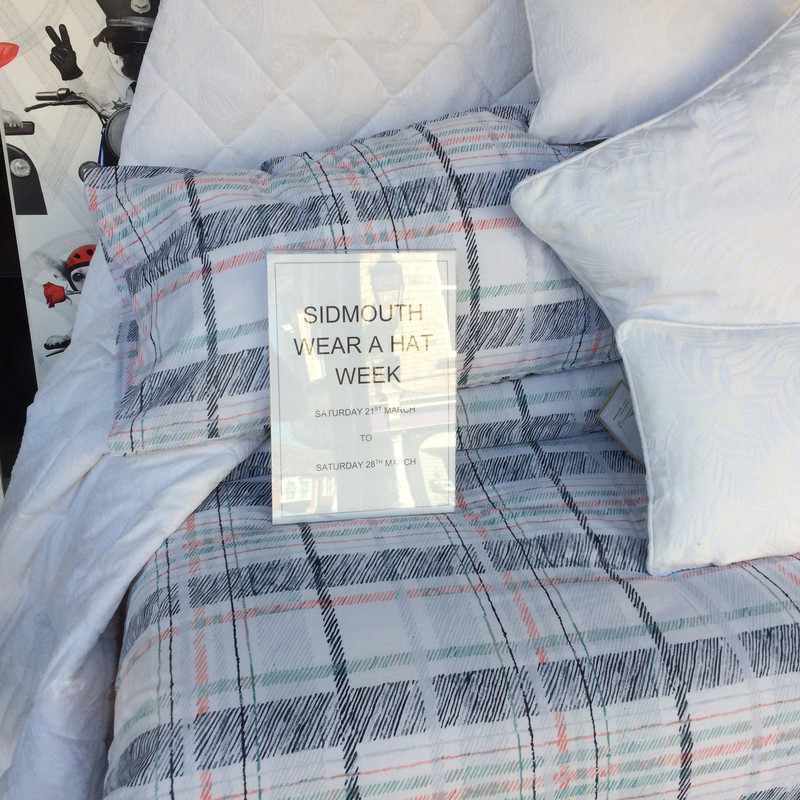 SIDMOUTH
WEAR A HAT
WEEK
SATURDAY 21ST MARCH
TO
SATURDAY 28TH MARCH